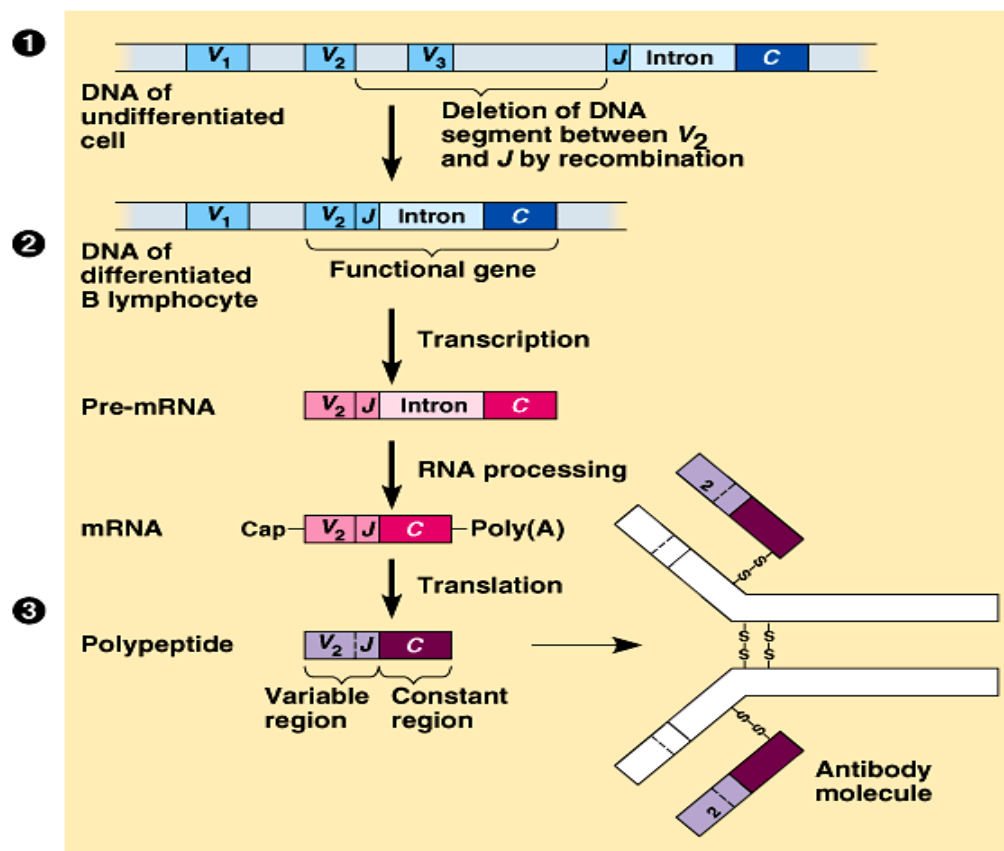 1
V1 V2 V3 J Intron C
DNA of
undifferentiated
cell
Deletion of DNA
segment between V2
and J by recombination
V1 V2 J Intron C
2
DNA of
differentiated
B lymphocyte
Functional gene
Transcription
Pre-mRNA
V2 J Intron C
RNA processing
mRNA
Cap V2 J C Poly(A)
Translation
3
Polypeptide
V2 J C
Variable
region
Constant
region
2
S-S
S S
S S
S-S
2
Antibody
molecule